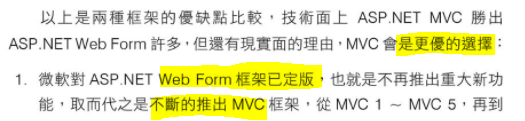 以上是兩種框架的優缺點比較，技術面上 ASP.NET MVC 勝出
ASP.NET Web Form 許多，但還有現實面的理由，MVC 會是更優的選擇：
1. 微軟對 ASP.NET Web Form 框架已定版，也就是不再推出重大新功
能，取而代之是不斷的推出 MVC 框架，從 MVC 1 ～ MVC 5，再到